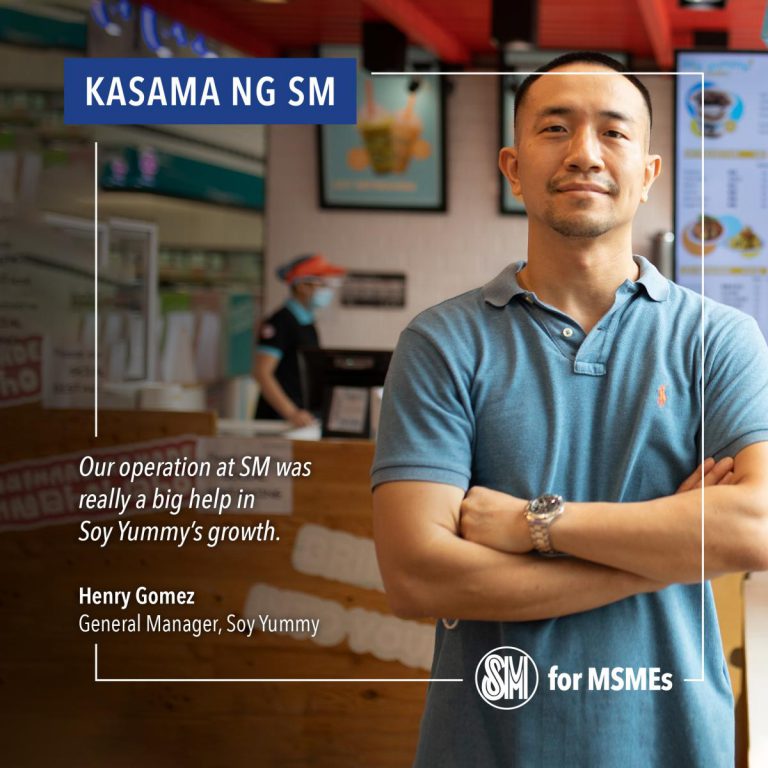 KASAMA NG SM
Our operation at SM was
really a big help in
Soy Yummy's growth.
Henry Gomez
General Manager, Soy Yummy
SM for MSMEs